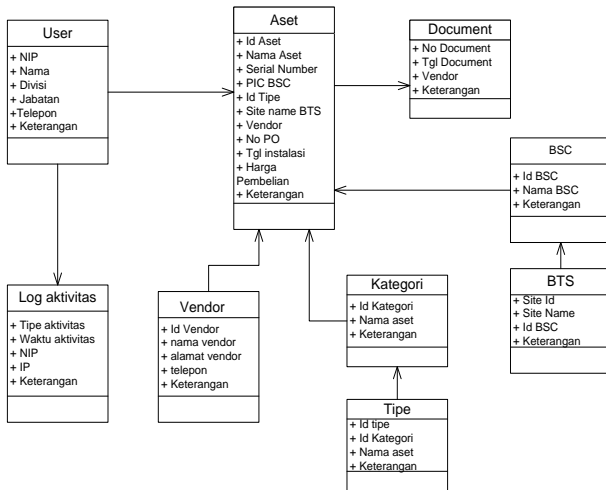 User
+ NIP
+ Nama
+ Divisi
+ Jabatan
+Telepon
+ Keterangan
Aset
+ Id Aset
+ Nama Aset
+ Serial Number
+ PIC BSC
+ Id Tipe
+ Site name BTS
+ Vendor
+ No PO
+ Tgl instalasi
+ Harga
Pembelian
+ Keterangan
Document
+ No Document
+ Tgl Document
+ Vendor
+ Keterangan
BSC
+ Id BSC
+ Nama BSC
+ Keterangan
Log aktivitas
+ Tipe aktivitas
+ Waktu aktivitas
+ NIP
+ IP
+ Keterangan
Vendor
+ Id Vendor
+ nama vendor
+ alamat vendor
+ telepon
+ Keterangan
Kategori
+ Id Kategori
+ Nama aset
+ Keterangan
BTS
+ Site Id
+ Site Name
+ Id BSC
+ Keterangan
Tipe
+ Id tipe
+ Id Kategori
+ Nama aset
+ Keterangan